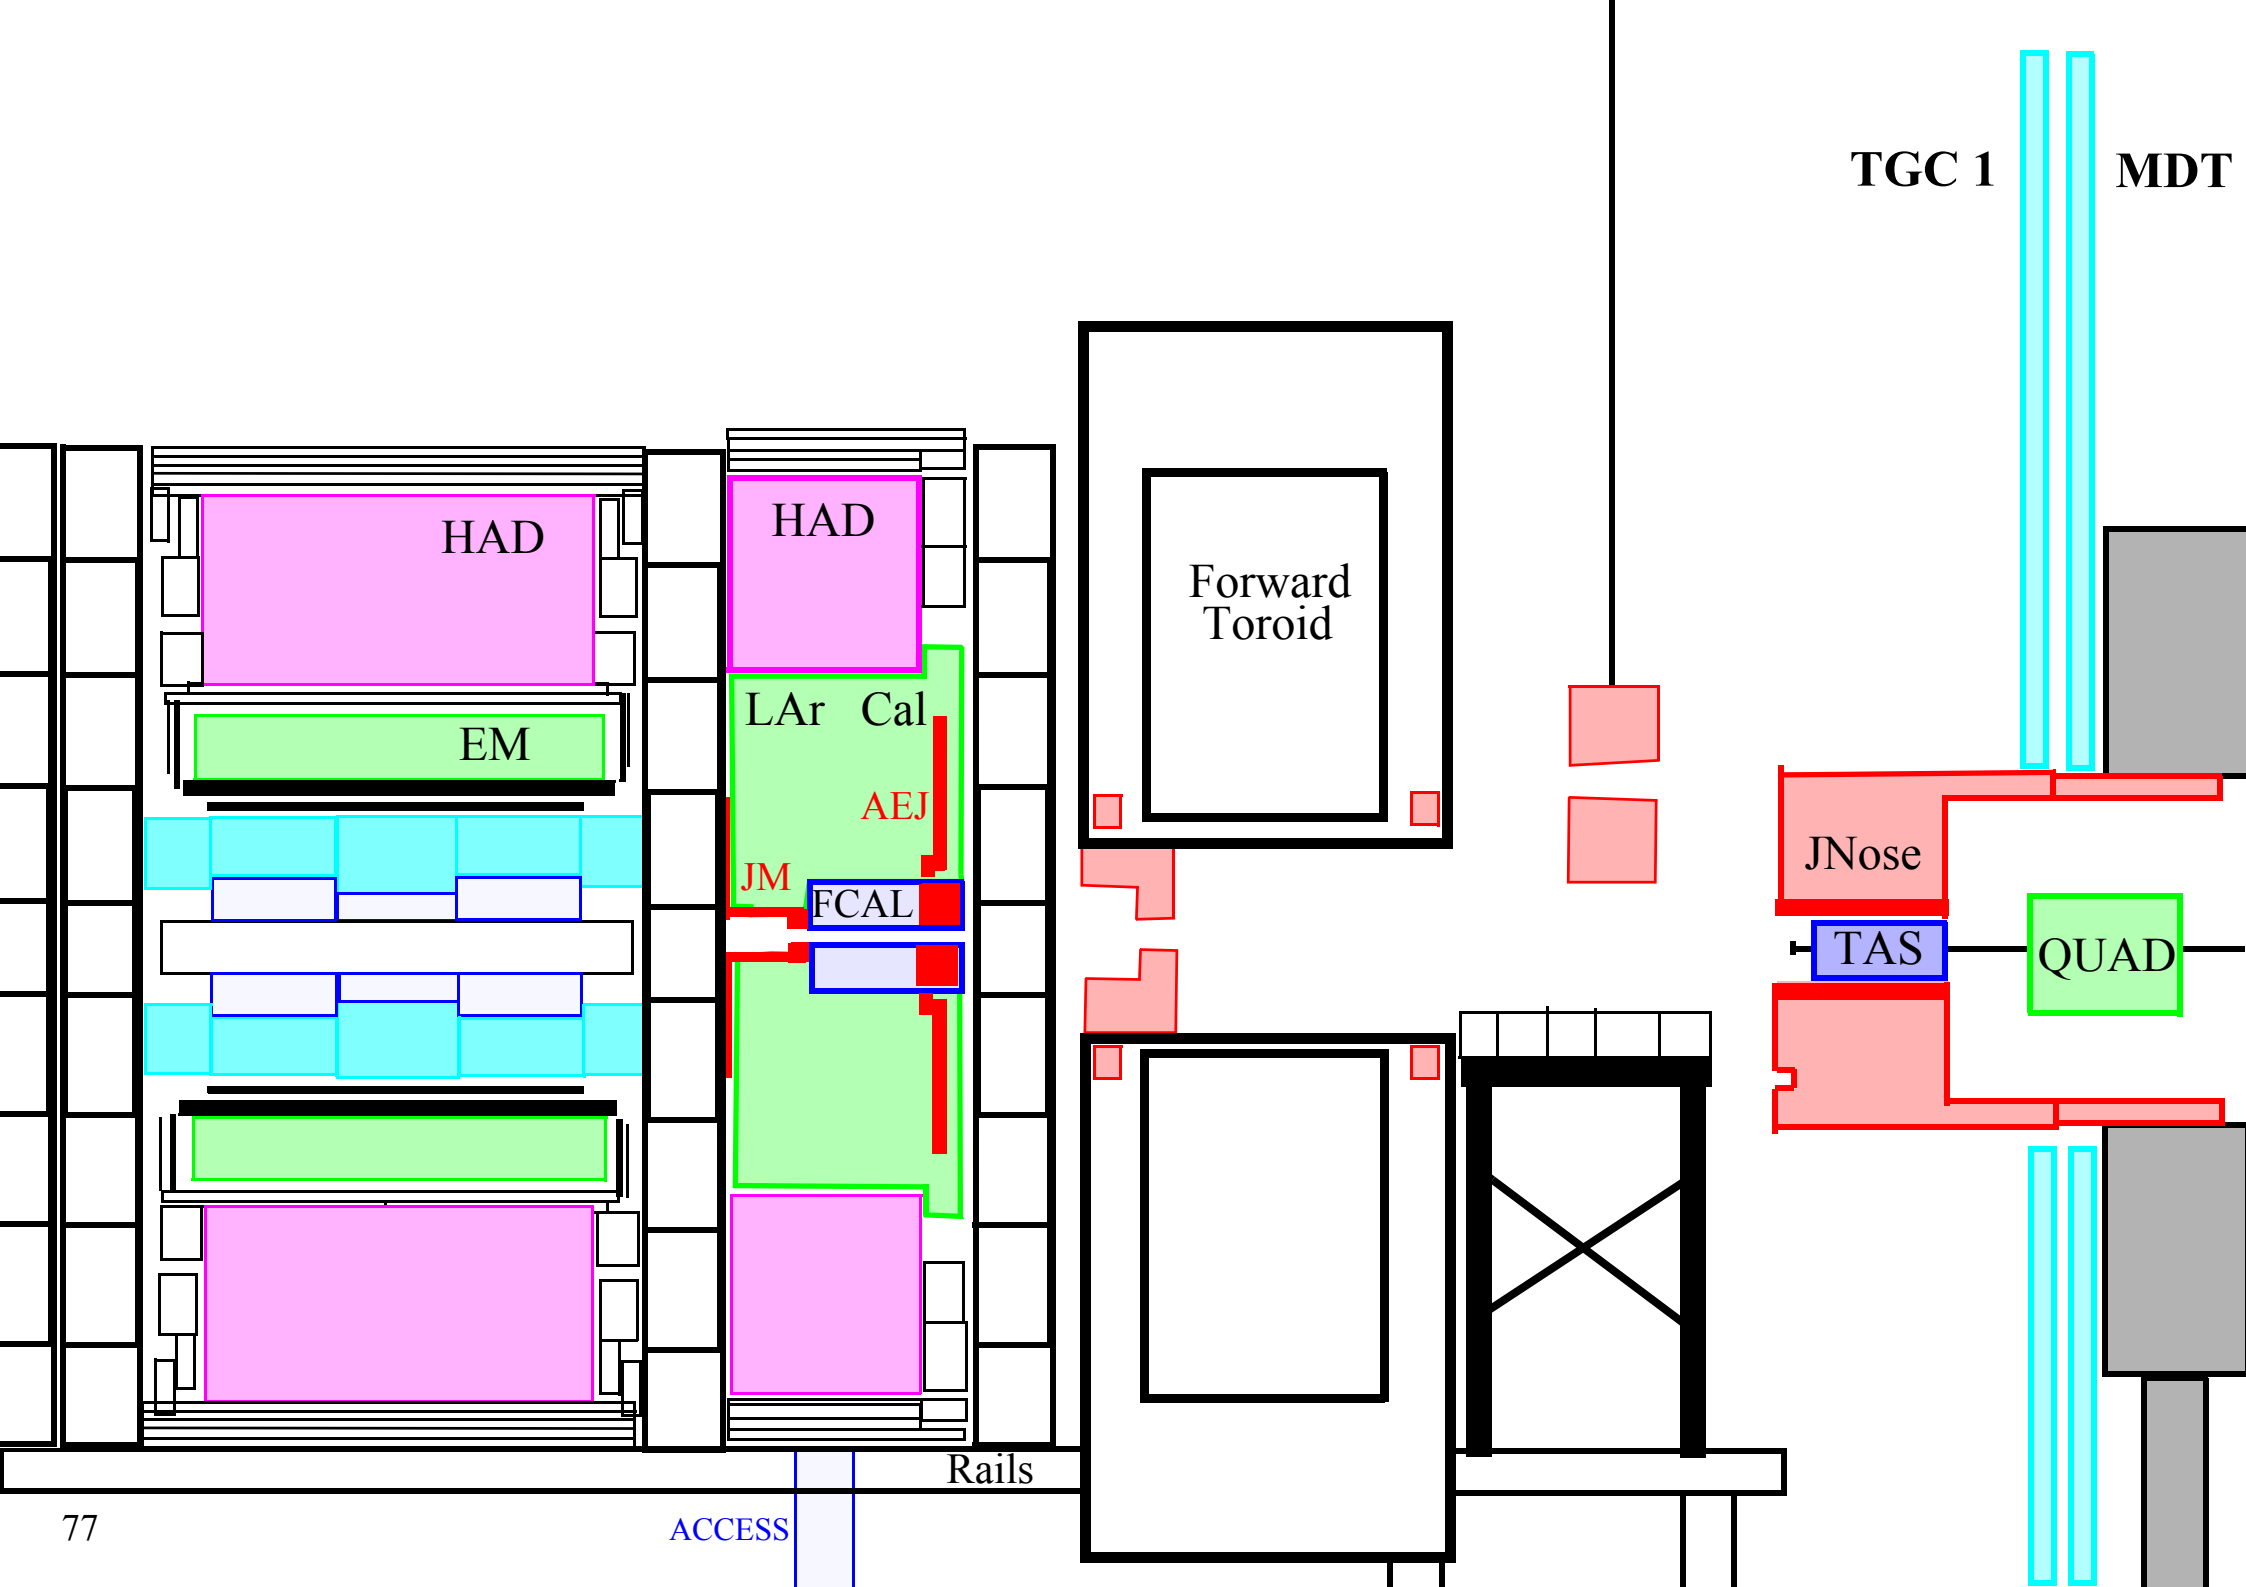 TGC 1
MDT
HAD
HAD
Forward
Toroid
LAr Cal
EM
AEJ
JM
FCAL
JNose
TAS
QUAD
Rails
77
ACCESS